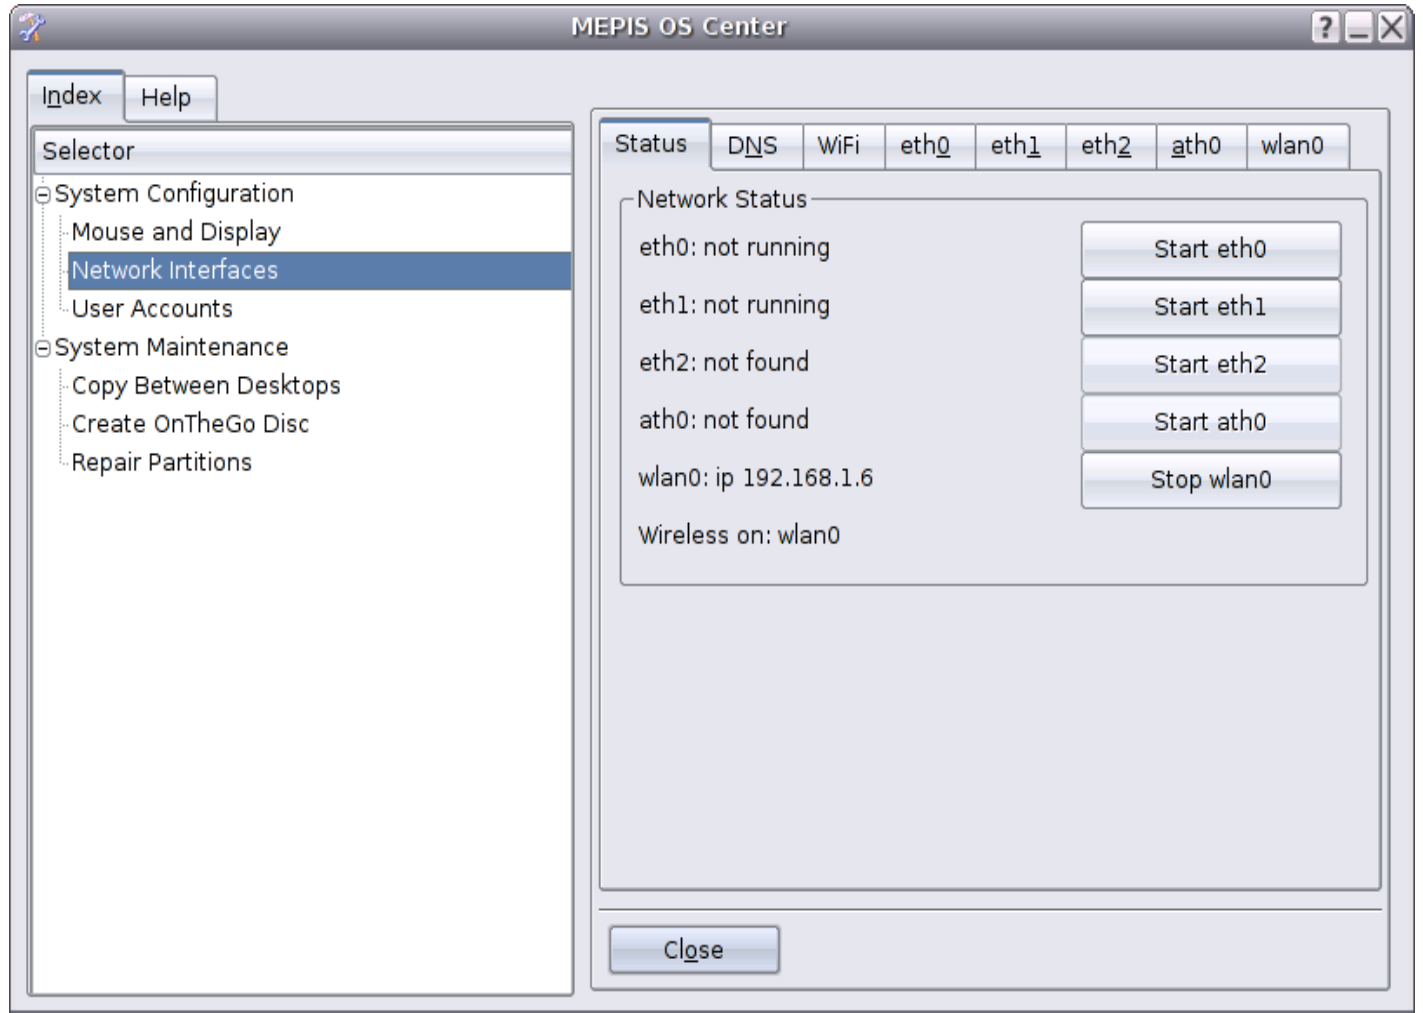 MEPIS OS Center
?
Index Help
Selector
System Configuration
Mouse and Display
Network Interfaces
User Accounts
System Maintenance
Copy Between Desktops
Create OnTheGo Disc
Repair Partitions
Status DNS WiFi eth0 eth1 eth2 ath0 wlan0
Network Status
eth0: not running Start eth0
eth1: not running Start eth1
eth2: not found Start eth2
ath0: not found Start ath0
wlan0: ip 192.168.1.6 Stop wlan0
Wireless on: wlan0
Close